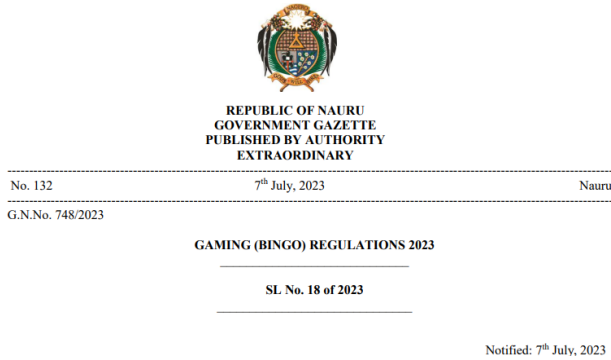 REPUBLIC OF NAURU
GOVERNMENT GAZETTE
PUBLISHED BY AUTHORITY
EXTRAORDINARY
No. 132 7th July, 2023 Nauru
G.N.No. 748/2023
GAMING (BINGO) REGULATIONS 2023
SL No. 18 of 2023
Notified: 7th July, 2023